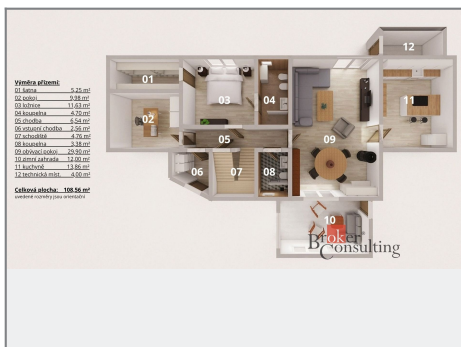 Výměra přízemí:
01 šatna 5,25 m²
02 pokoj 9,98 m²
03 ložnice 11,63 m²
04 koupelna 4,70 m²
05 chodba 6,54 m²
06 vstupní chodba 2,56 m²
07 schodiště 4,76 m²
08 koupelna 3,38 m²
09 obývací pokoj 29,90 m²
10 zimní zahrada 12,00 m²
11 kuchyně 13,86 m²
12 technická míst. 4,00 m²
Celková plocha: 108,56 m²
uvedené rozměry jsou orientační
12
01
03
04
11
02
05
09
06
07
08
10
Broker
Consulting